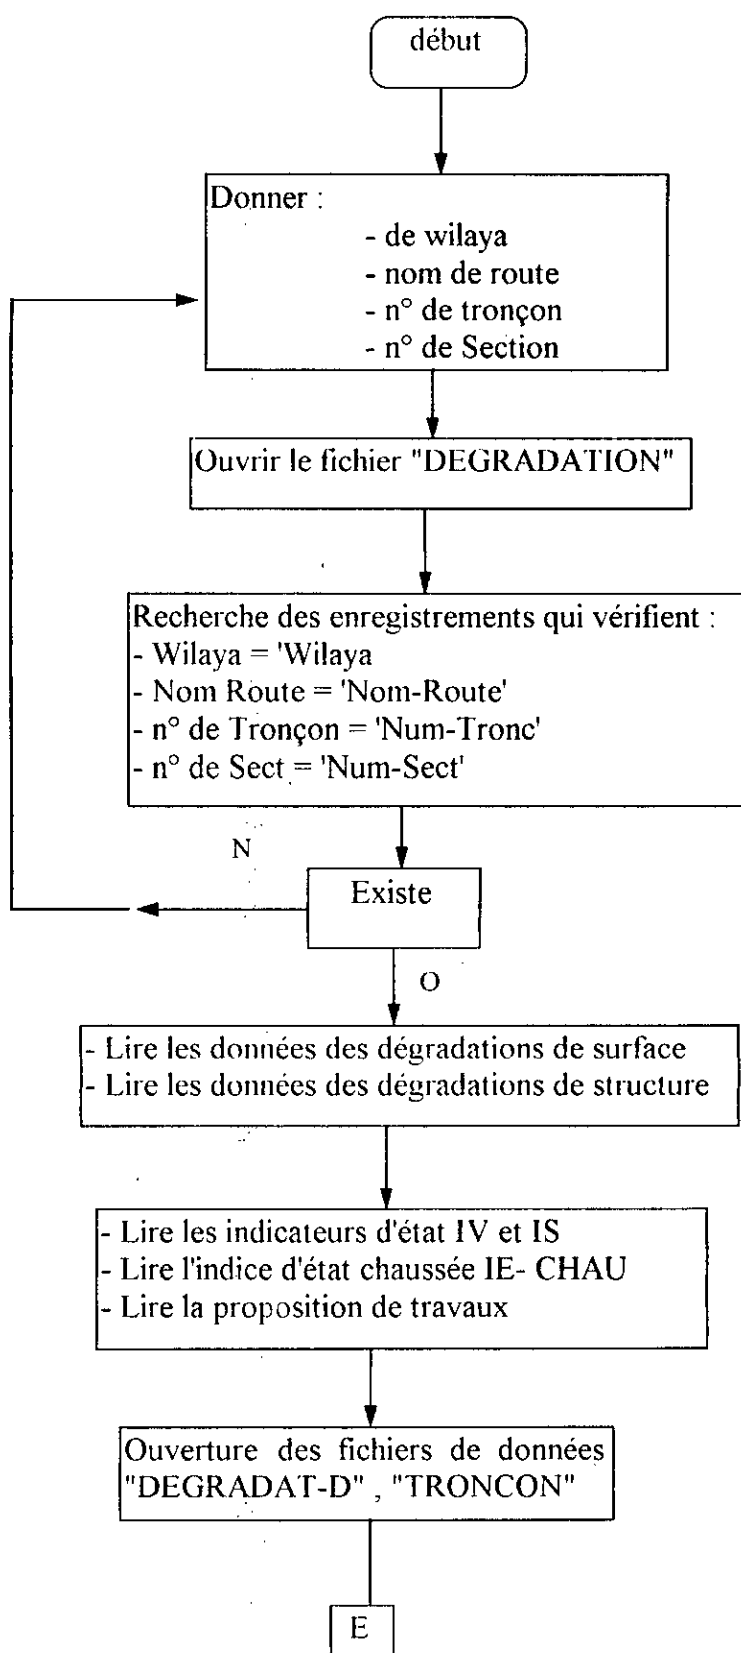 début
Donner :
- de wilaya
- nom de route
- n° de tronçon
- n° de Section
Ouvrir le fichier "DEGRADATION"
Recherche des enregistrements qui vérifient :
- Wilaya = 'Wilaya
- Nom Route = 'Nom-Route'
- n° de Tronçon = 'Num-Tronc'
- n° de Sect = 'Num-Sect'
N
Existe
O
- Lire les données des dégradations de surface
- Lire les données des dégradations de structure
- Lire les indicateurs d'état IV et IS
- Lire l'indice d'état chaussée IE- CHAU
- Lire la proposition de travaux
Ouverture des fichiers de données
"DEGRADAT-D" , "TRONCON"
E